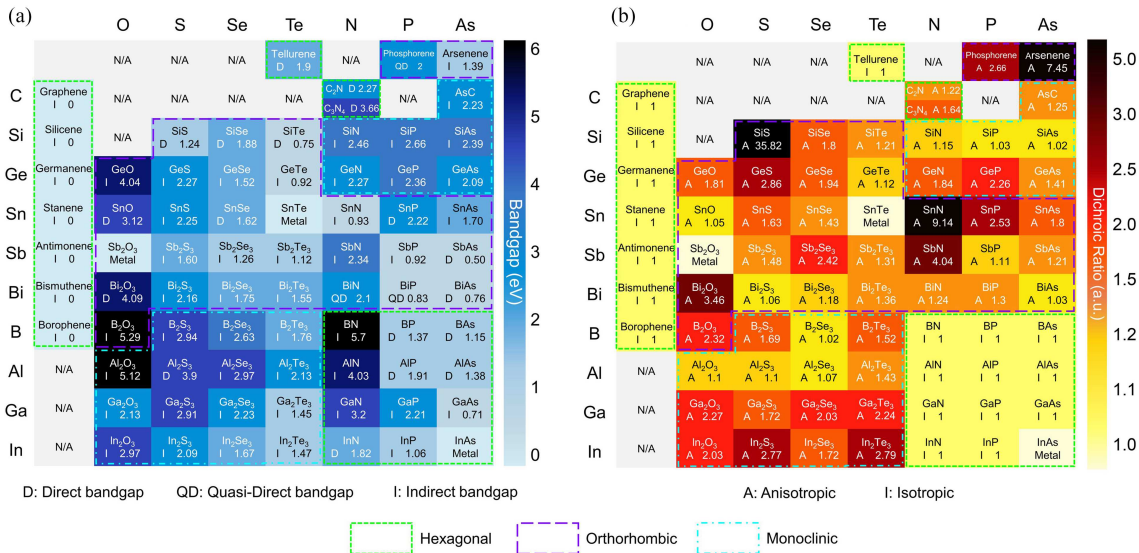 (a)
O S Se Te N P As
N/A N/A N/A Tellurene D 1.9 N/A Phosphorene QD 2 Arsenene I 1.39
C Graphene I 0 N/A N/A N/A N/A C₂N D 2.27 C₃N₄ D 3.66 N/A AsC I 2.23
Si Silicene I 0 N/A SiS D 1.24 SiSe D 1.88 SiTe D 0.75 SiN I 2.46 SiP I 2.66 SiAs I 2.39
Ge Germanene I 0 GeO I 4.04 GeS I 2.27 GeSe I 1.52 GeTe I 0.92 GeN I 2.27 GeP I 2.36 GeAs I 2.09
Sn Stanene I 0 SnO D 3.12 SnS I 2.25 SnSe D 1.62 SnTe Metal SnN I 0.93 SnP D 2.22 SnAs I 1.70
Sb Antimonene I 0 Sb₂O₃ Metal Sb₂S₃ I 1.60 Sb₂Se₃ I 1.26 Sb₂Te₃ I 1.12 SbN I 2.34 SbP I 0.92 SbAs D 0.50
Bi Bismuthene I 0 Bi₂O₃ D 4.09 Bi₂S₃ I 2.16 Bi₂Se₃ I 1.75 Bi₂Te₃ I 1.55 BiN QD 2.1 BiP QD 0.83 BiAs D 0.76
B Borophene I 0 B₂O₃ I 5.29 B₂S₃ I 2.94 B₂Se₃ I 2.63 B₂Te₃ I 1.76 BN I 5.7 BP D 1.37 BAs D 1.15
Al N/A Al₂O₃ I 5.12 Al₂S₃ D 3.9 Al₂Se₃ I 2.97 Al₂Te₃ I 2.13 AlN I 4.03 AlP D 1.91 AlAs D 1.38
Ga N/A Ga₂O₃ I 2.13 Ga₂S₃ I 2.91 Ga₂Se₃ I 2.23 Ga₂Te₃ I 1.45 GaN I 3.2 GaP I 2.21 GaAs I 0.71
In N/A In₂O₃ I 2.97 In₂S₃ I 2.09 In₂Se₃ I 1.67 In₂Te₃ I 1.47 InN D 1.82 InP I 1.06 InAs Metal
6
5
4
3
2
1
0
Bandgap (eV)
D: Direct bandgap QD: Quasi-Direct bandgap I: Indirect bandgap
(b)
O S Se Te N P As
N/A N/A N/A Tellurene I 1 N/A Phosphorene A 2.66 Arsenene A 7.45
C Graphene I 1 N/A N/A N/A N/A C₂N A 1.22 C₃N₄ A 1.64 N/A AsC A 1.25
Si Silicene I 1 N/A SiS A 35.82 SiSe A 1.8 SiTe A 1.21 SiN A 1.15 SiP A 1.03 SiAs A 1.02
Ge Germanene I 1 GeO A 1.81 GeS A 2.86 GeSe A 1.94 GeTe A 1.12 GeN A 1.84 GeP A 2.26 GeAs A 1.41
Sn Stanene I 1 SnO A 1.05 SnS A 1.63 SnSe A 1.43 SnTe Metal SnN A 9.14 SnP A 2.53 SnAs A 1.8
Sb Antimonene I 1 Sb₂O₃ Metal Sb₂S₃ A 1.48 Sb₂Se₃ A 2.42 Sb₂Te₃ A 1.31 SbN A 4.04 SbP A 1.11 SbAs A 1.21
Bi Bismuthene I 1 Bi₂O₃ A 3.46 Bi₂S₃ A 1.06 Bi₂Se₃ A 1.18 Bi₂Te₃ A 1.36 BiN A 1.24 BiP A 1.3 BiAs A 1.03
B Borophene I 1 B₂O₃ A 2.32 B₂S₃ A 1.69 B₂Se₃ A 1.02 B₂Te₃ A 1.52 BN I 1 BP I 1 BAs I 1
Al N/A Al₂O₃ A 1.1 Al₂S₃ A 1.1 Al₂Se₃ A 1.07 Al₂Te₃ A 1.43 AlN I 1 AlP I 1 AlAs I 1
Ga N/A Ga₂O₃ A 2.27 Ga₂S₃ A 1.72 Ga₂Se₃ A 2.03 Ga₂Te₃ A 2.24 GaN I 1 GaP I 1 GaAs I 1
In N/A In₂O₃ A 2.03 In₂S₃ A 2.77 In₂Se₃ A 1.72 In₂Te₃ A 2.79 InN I 1 InP I 1 InAs Metal
5.0
3.0
2.5
2.0
1.2
1.1
1.0
Dichroic Ratio (a.u.)
A: Anisotropic I: Isotropic
Hexagonal Orthorhombic Monoclinic